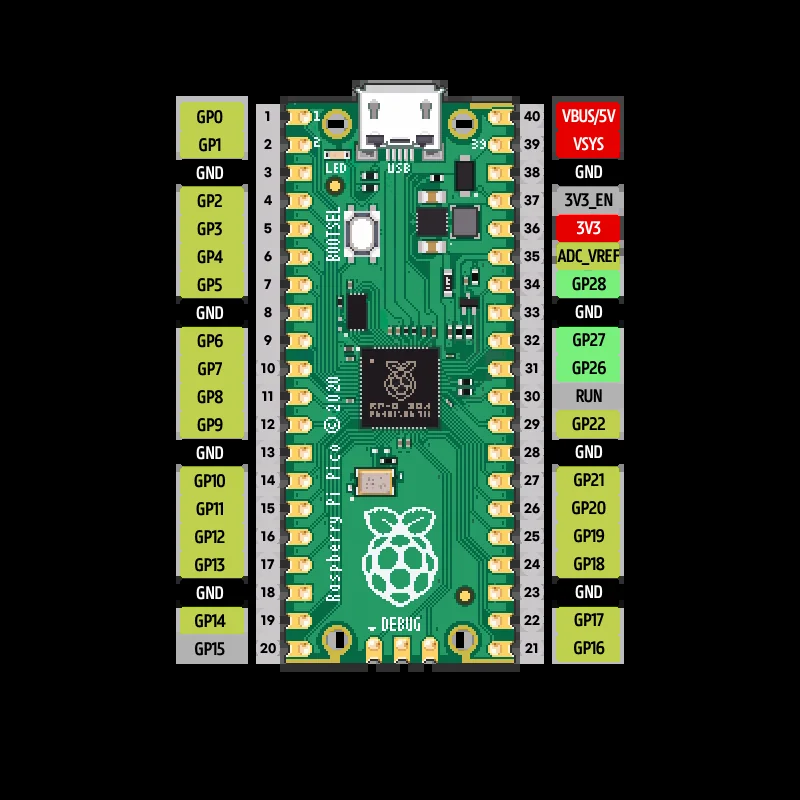 GP0 1 1 40 VBUS/5V
GP1 2 2 39 39 VSYS
GND 3 LED USB 38 GND
GP2 4 37 3V3_EN
GP3 5 BOOTSEL 36 3V3
GP4 6 35 ADC_VREF
GP5 7 34 GP28
GND 8 33 GND
GP6 9 32 GP27
GP7 10 31 GP26
GP8 11 30 RUN
GP9 12 29 GP22
GND 13 28 GND
GP10 14 27 GP21
GP11 15 26 GP20
GP12 16 25 GP19
GP13 17 24 GP18
GND 18 23 GND
GP14 19 22 GP17
GP15 20 21 GP16
Raspberry Pi Pico © 2020
DEBUG